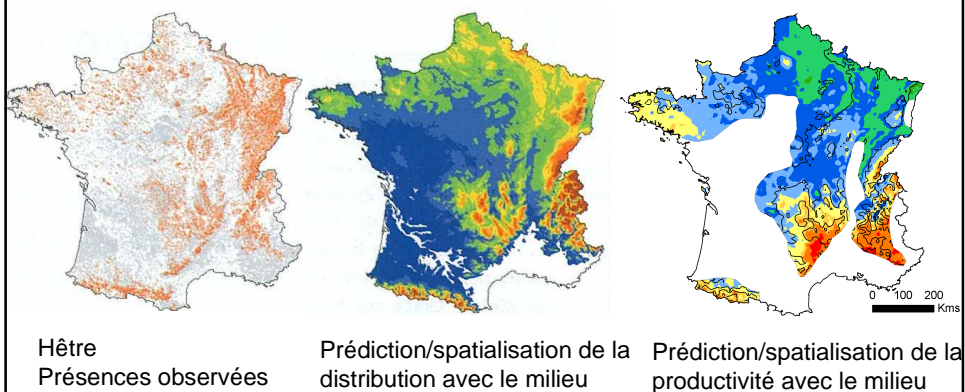 0 100 200
Kms
Hêtre
Présences observées
Prédiction/spatialisation de la
distribution avec le milieu
Prédiction/spatialisation de la
productivité avec le milieu